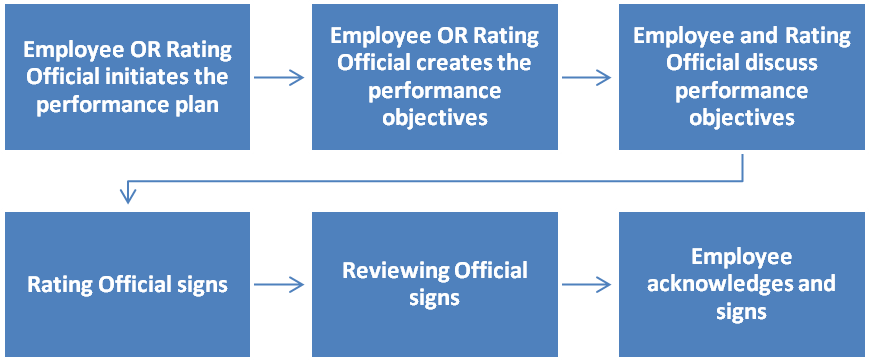 Employee OR Rating
Official initiates the
performance plan
Employee OR Rating
Official creates the
performance
objectives
Employee and Rating
Official discuss
performance
objectives
Rating Official signs
Reviewing Official
signs
Employee
acknowledges and
signs